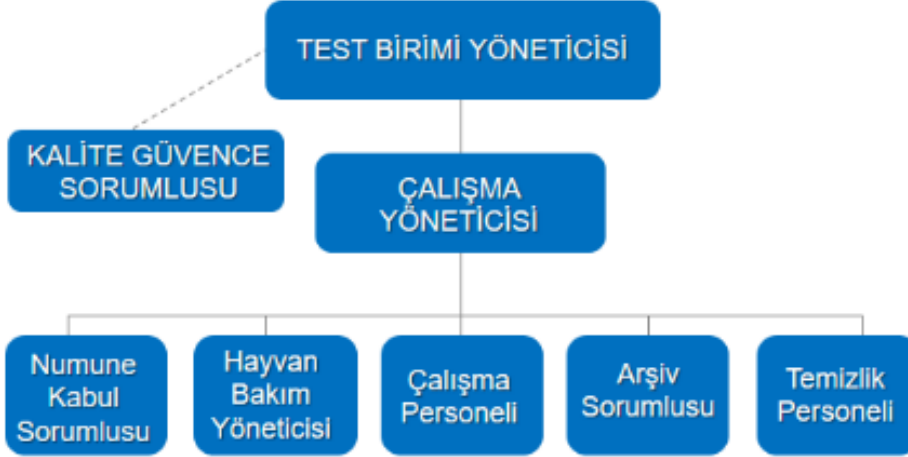 TEST BİRİMİ YÖNETİCİSİ
KALİTE GÜVENCE
SORUMLUSU
ÇALIŞMA
YÖNETİCİSİ
Numune
Kabul
Sorumlusu
Hayvan
Bakım
Yöneticisi
Çalışma
Personeli
Arşiv
Sorumlusu
Temizlik
Personeli